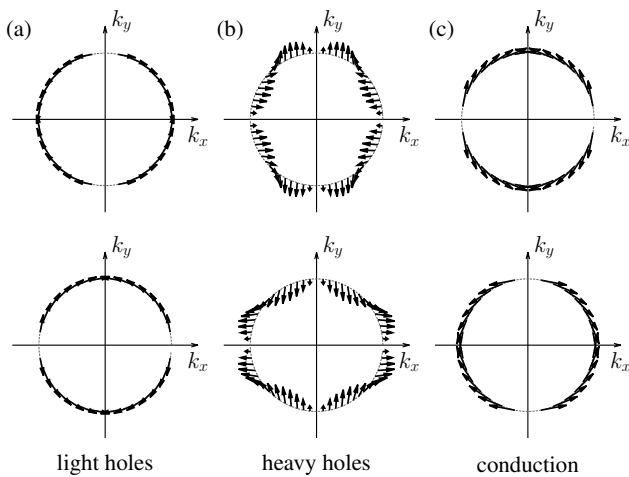 (a) k_y (b) k_y (c) k_y
k_x k_x k_x
k_y k_y k_y
k_x k_x k_x
light holes heavy holes conduction